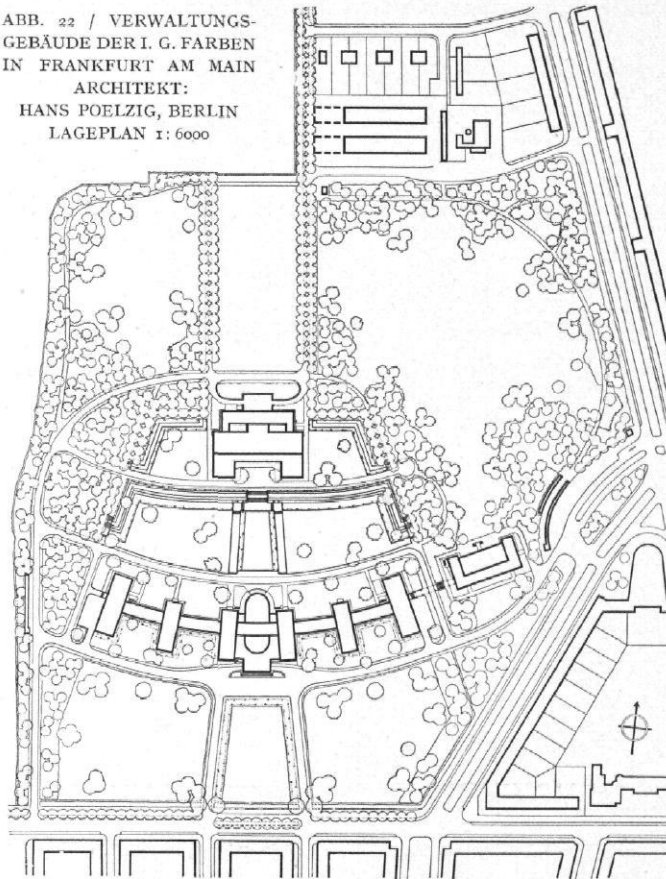 ABB. 22 / VERWALTUNGS-
GEBÄUDE DER I. G. FARBEN
IN FRANKFURT AM MAIN
ARCHITEKT:
HANS POELZIG, BERLIN
LAGEPLAN 1:6000